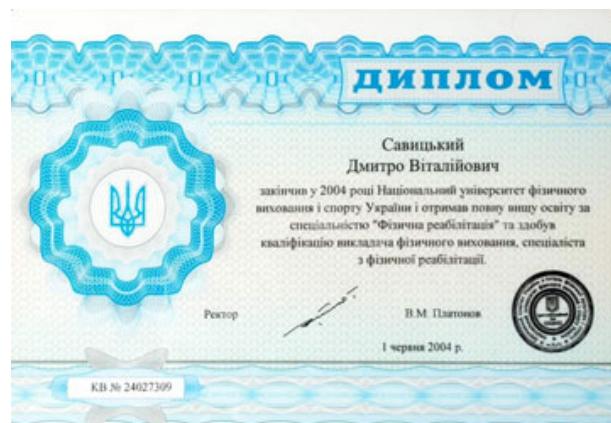 ДИПЛОМ
Савицький
Дмитро Віталійович
закінчив у 2004 році Національний університет фізичного
виховання і спорту України і отримав повну вищу освіту за
спеціальністю "Фізична реабілітація" та здобув
кваліфікацію викладача фізичного виховання, спеціаліста
з фізичної реабілітації.
Ректор
В.М. Платонов
1 червня 2004 р.
КВ № 24027309